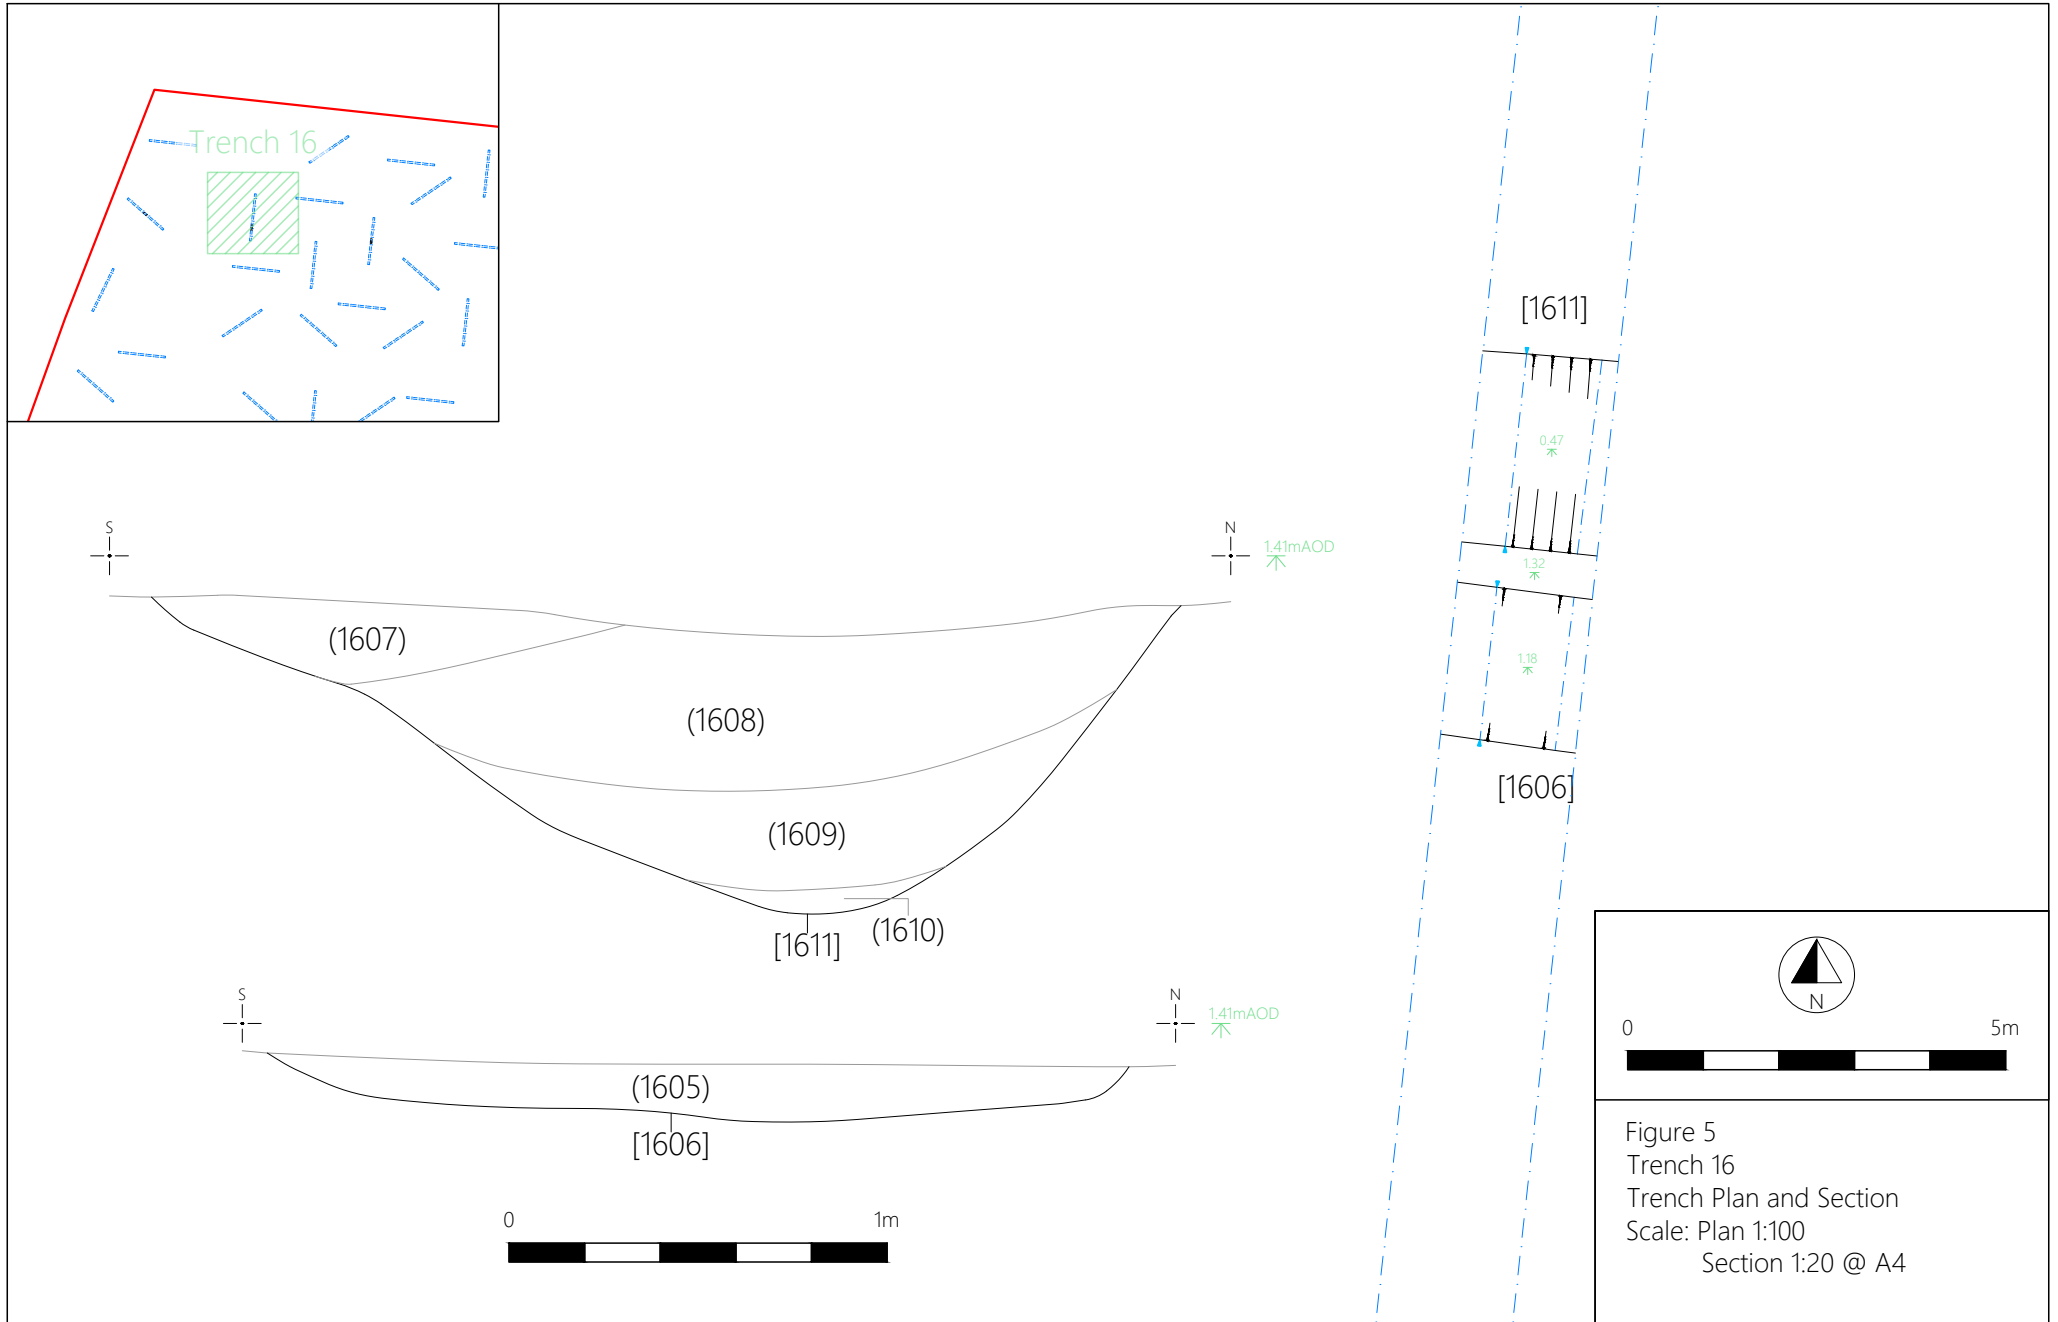 Trench 16
[1611]
0.47
1.32
1.18
[1606]
S
N
1.41mAOD
(1607)
(1608)
(1609)
(1610)
[1611]
S
N
1.41mAOD
(1605)
[1606]
0 1m
N
0 5m
Figure 5
Trench 16
Trench Plan and Section
Scale: Plan 1:100
Section 1:20 @ A4